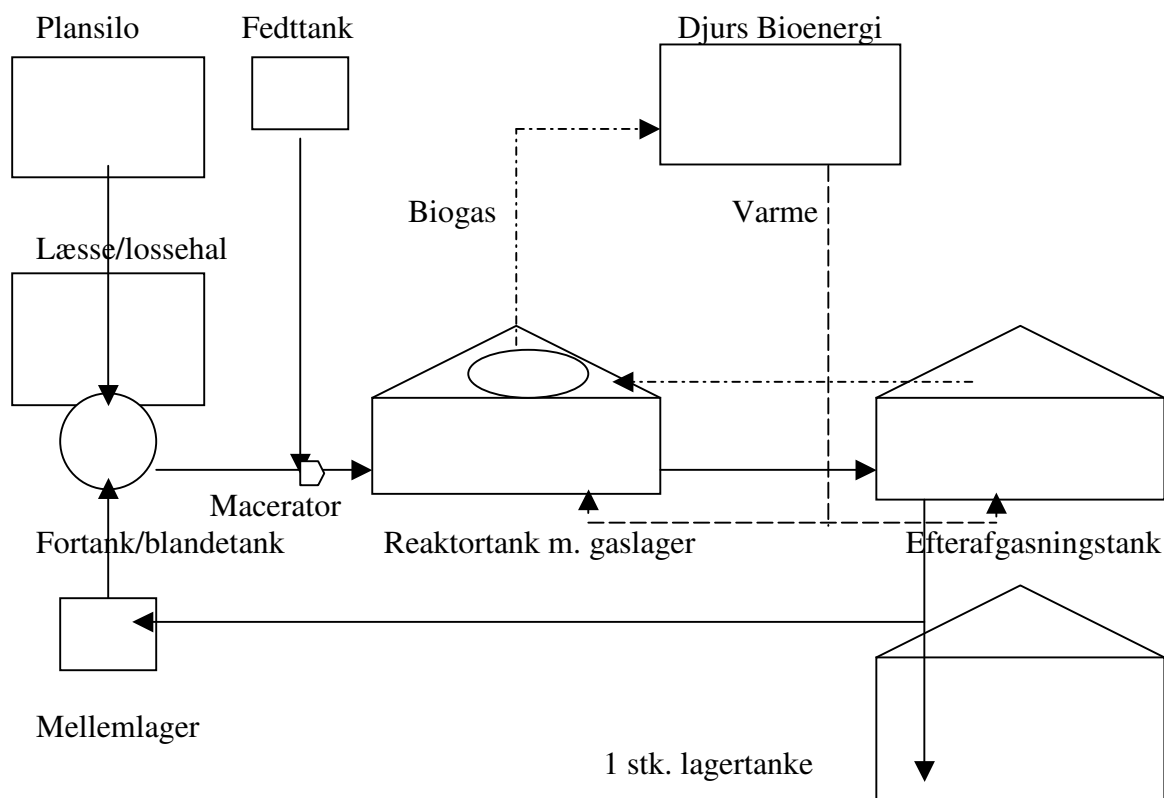 Plansilo
Fedttank
Djurs Bioenergi
Biogas
Varme
Læsse/lossehal
Macerator
Fortank/blandetank
Reaktortank m. gaslager
Efterafgasningstank
Mellemlager
1 stk. lagertanke